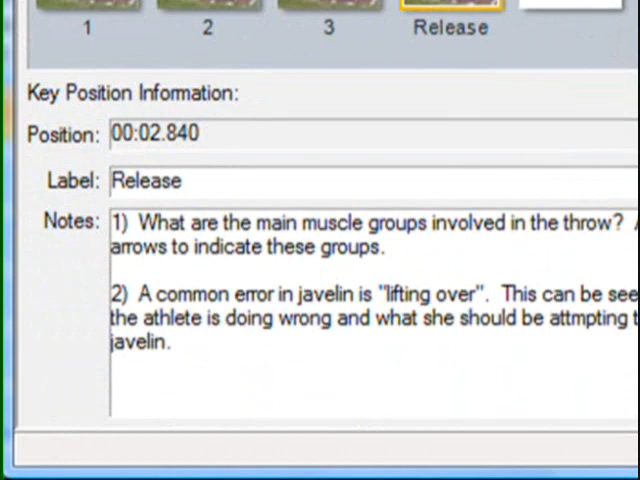 1 2 3 Release
Key Position Information:
Position: 00:02.840
Label: Release
Notes: 1) What are the main muscle groups involved in the throw?
arrows to indicate these groups.
2) A common error in javelin is "lifting over". This can be see
the athlete is doing wrong and what she should be attmpting t
javelin.